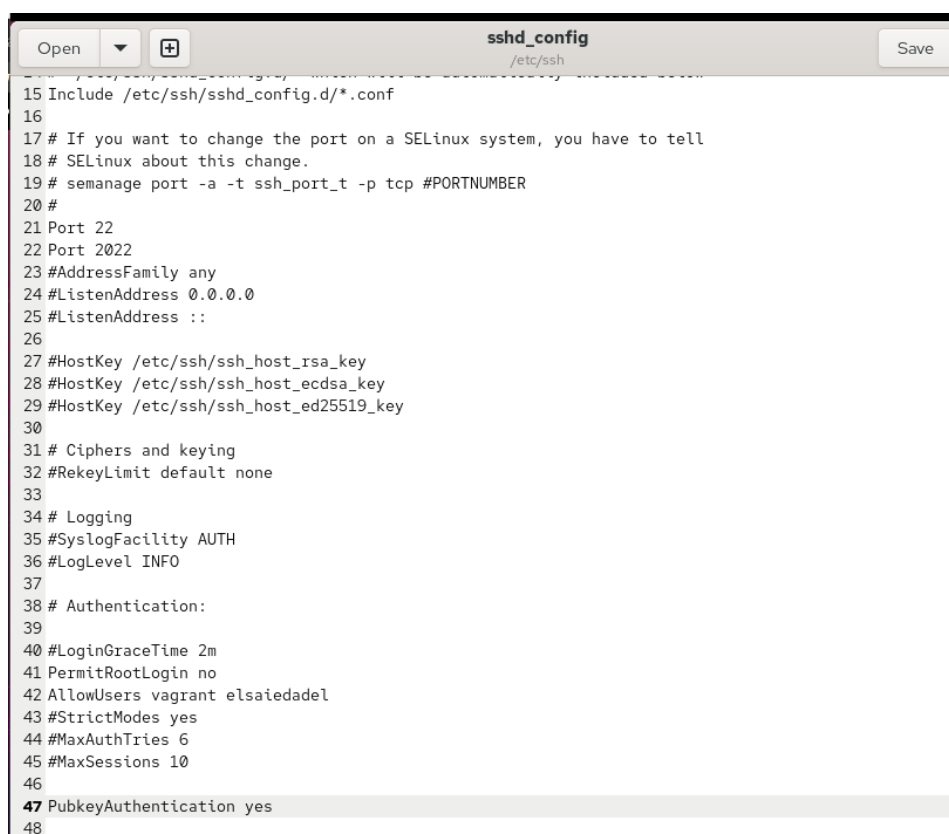 Open
sshd_config
/etc/ssh
Save
15 Include /etc/ssh/sshd_config.d/*.conf
16
17 # If you want to change the port on a SELinux system, you have to tell
18 # SELinux about this change.
19 # semanage port -a -t ssh_port_t -p tcp #PORTNUMBER
20 #
21 Port 22
22 Port 2022
23 #AddressFamily any
24 #ListenAddress 0.0.0.0
25 #ListenAddress ::
26
27 #HostKey /etc/ssh/ssh_host_rsa_key
28 #HostKey /etc/ssh/ssh_host_ecdsa_key
29 #HostKey /etc/ssh/ssh_host_ed25519_key
30
31 # Ciphers and keying
32 #RekeyLimit default none
33
34 # Logging
35 #SyslogFacility AUTH
36 #LogLevel INFO
37
38 # Authentication:
39
40 #LoginGraceTime 2m
41 PermitRootLogin no
42 AllowUsers vagrant elsaiedadel
43 #StrictModes yes
44 #MaxAuthTries 6
45 #MaxSessions 10
46
47 PubkeyAuthentication yes
48